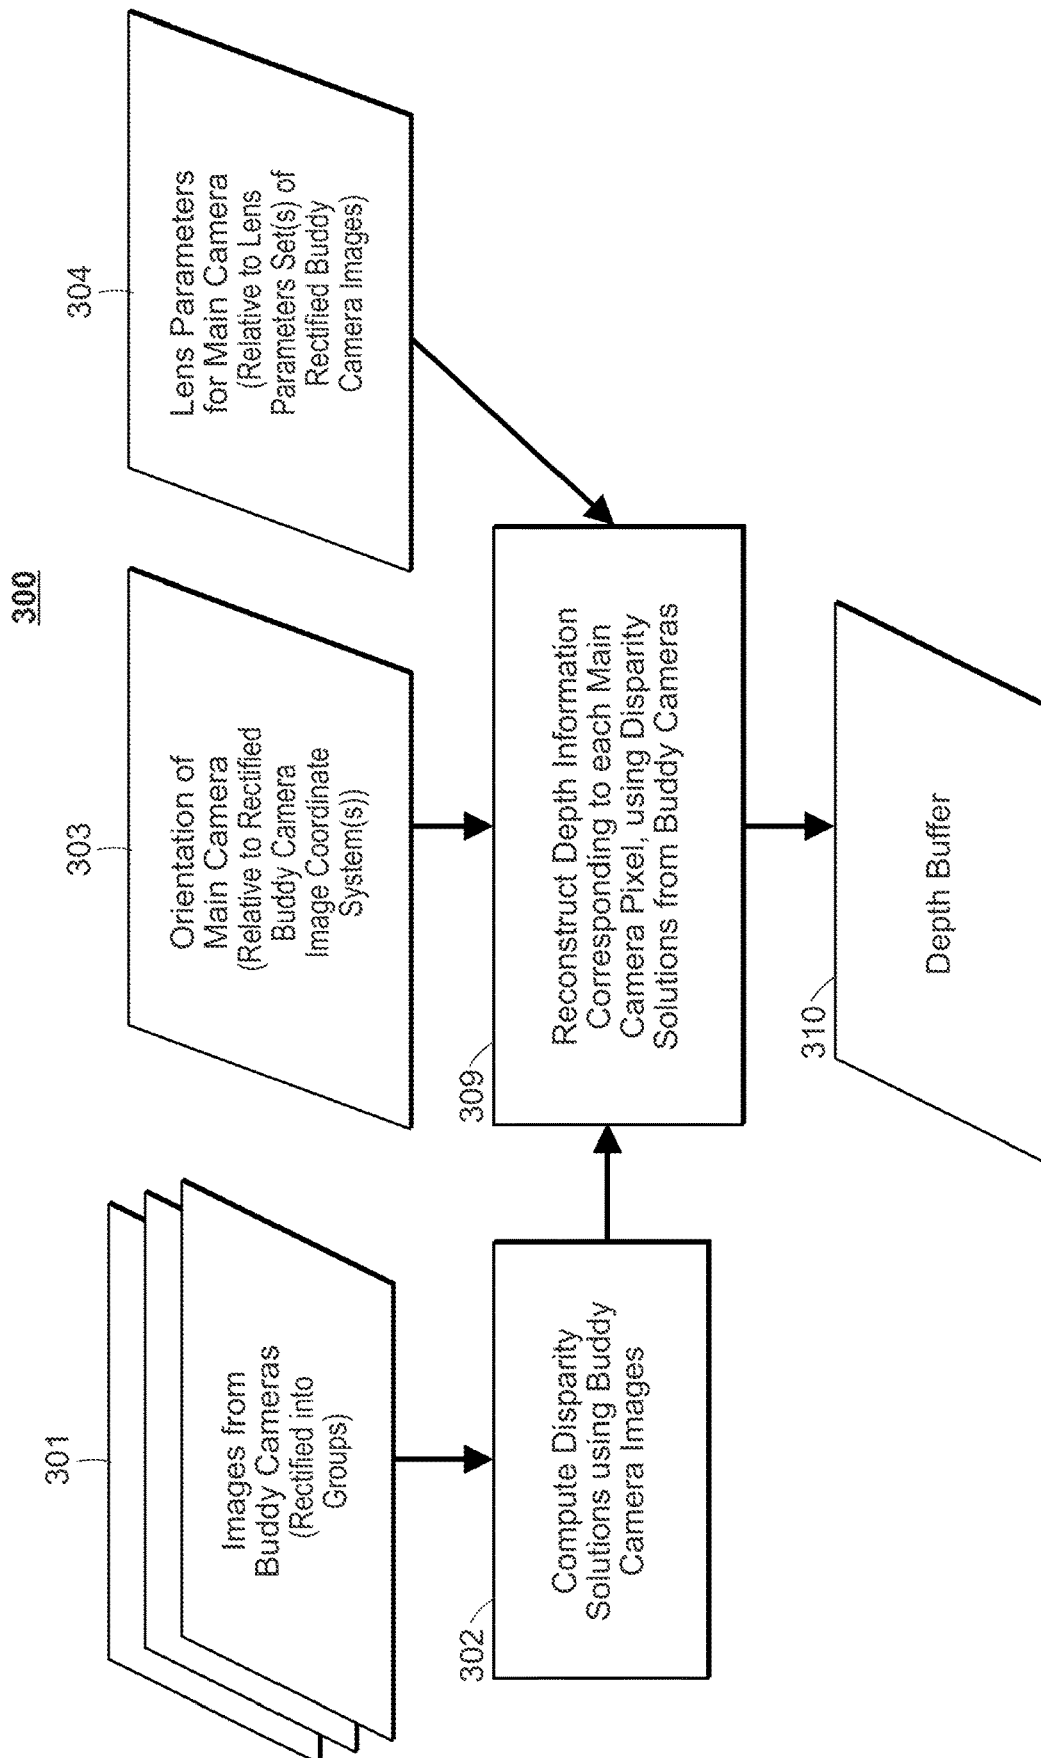 300
301
Images from
Buddy Cameras
(Rectified into
Groups)
303
Orientation of
Main Camera
(Relative to Rectified
Buddy Camera
Image Coordinate
System(s))
304
Lens Parameters
for Main Camera
(Relative to Lens
Parameters Set(s) of
Rectified Buddy
Camera Images)
302
Compute Disparity
Solutions using Buddy
Camera Images
309
Reconstruct Depth Information
Corresponding to each Main
Camera Pixel, using Disparity
Solutions from Buddy Cameras
310
Depth Buffer